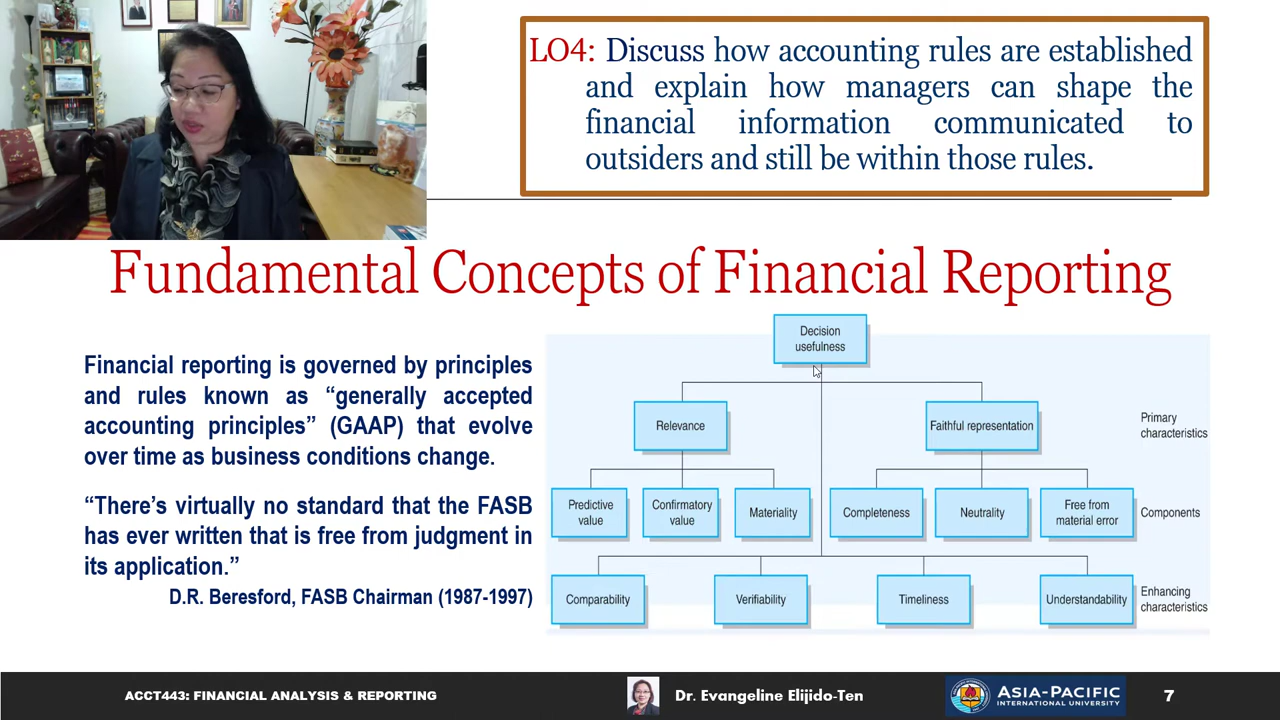 LO4: Discuss how accounting rules are established
and explain how managers can shape the
financial information communicated to
outsiders and still be within those rules.
Fundamental Concepts of Financial Reporting
Financial reporting is governed by principles
and rules known as “generally accepted
accounting principles” (GAAP) that evolve
over time as business conditions change.
“There’s virtually no standard that the FASB
has ever written that is free from judgment in
its application.”
D.R. Beresford, FASB Chairman (1987-1997)
Decision
usefulness
Relevance
Faithful representation
Primary
characteristics
Predictive
value
Confirmatory
value
Materiality
Completeness
Neutrality
Free from
material error
Components
Comparability
Verifiability
Timeliness
Understandability
Enhancing
characteristics
ACCT443: FINANCIAL ANALYSIS & REPORTING
Dr. Evangeline Elijido-Ten
ASIA-PACIFIC
INTERNATIONAL UNIVERSITY
7